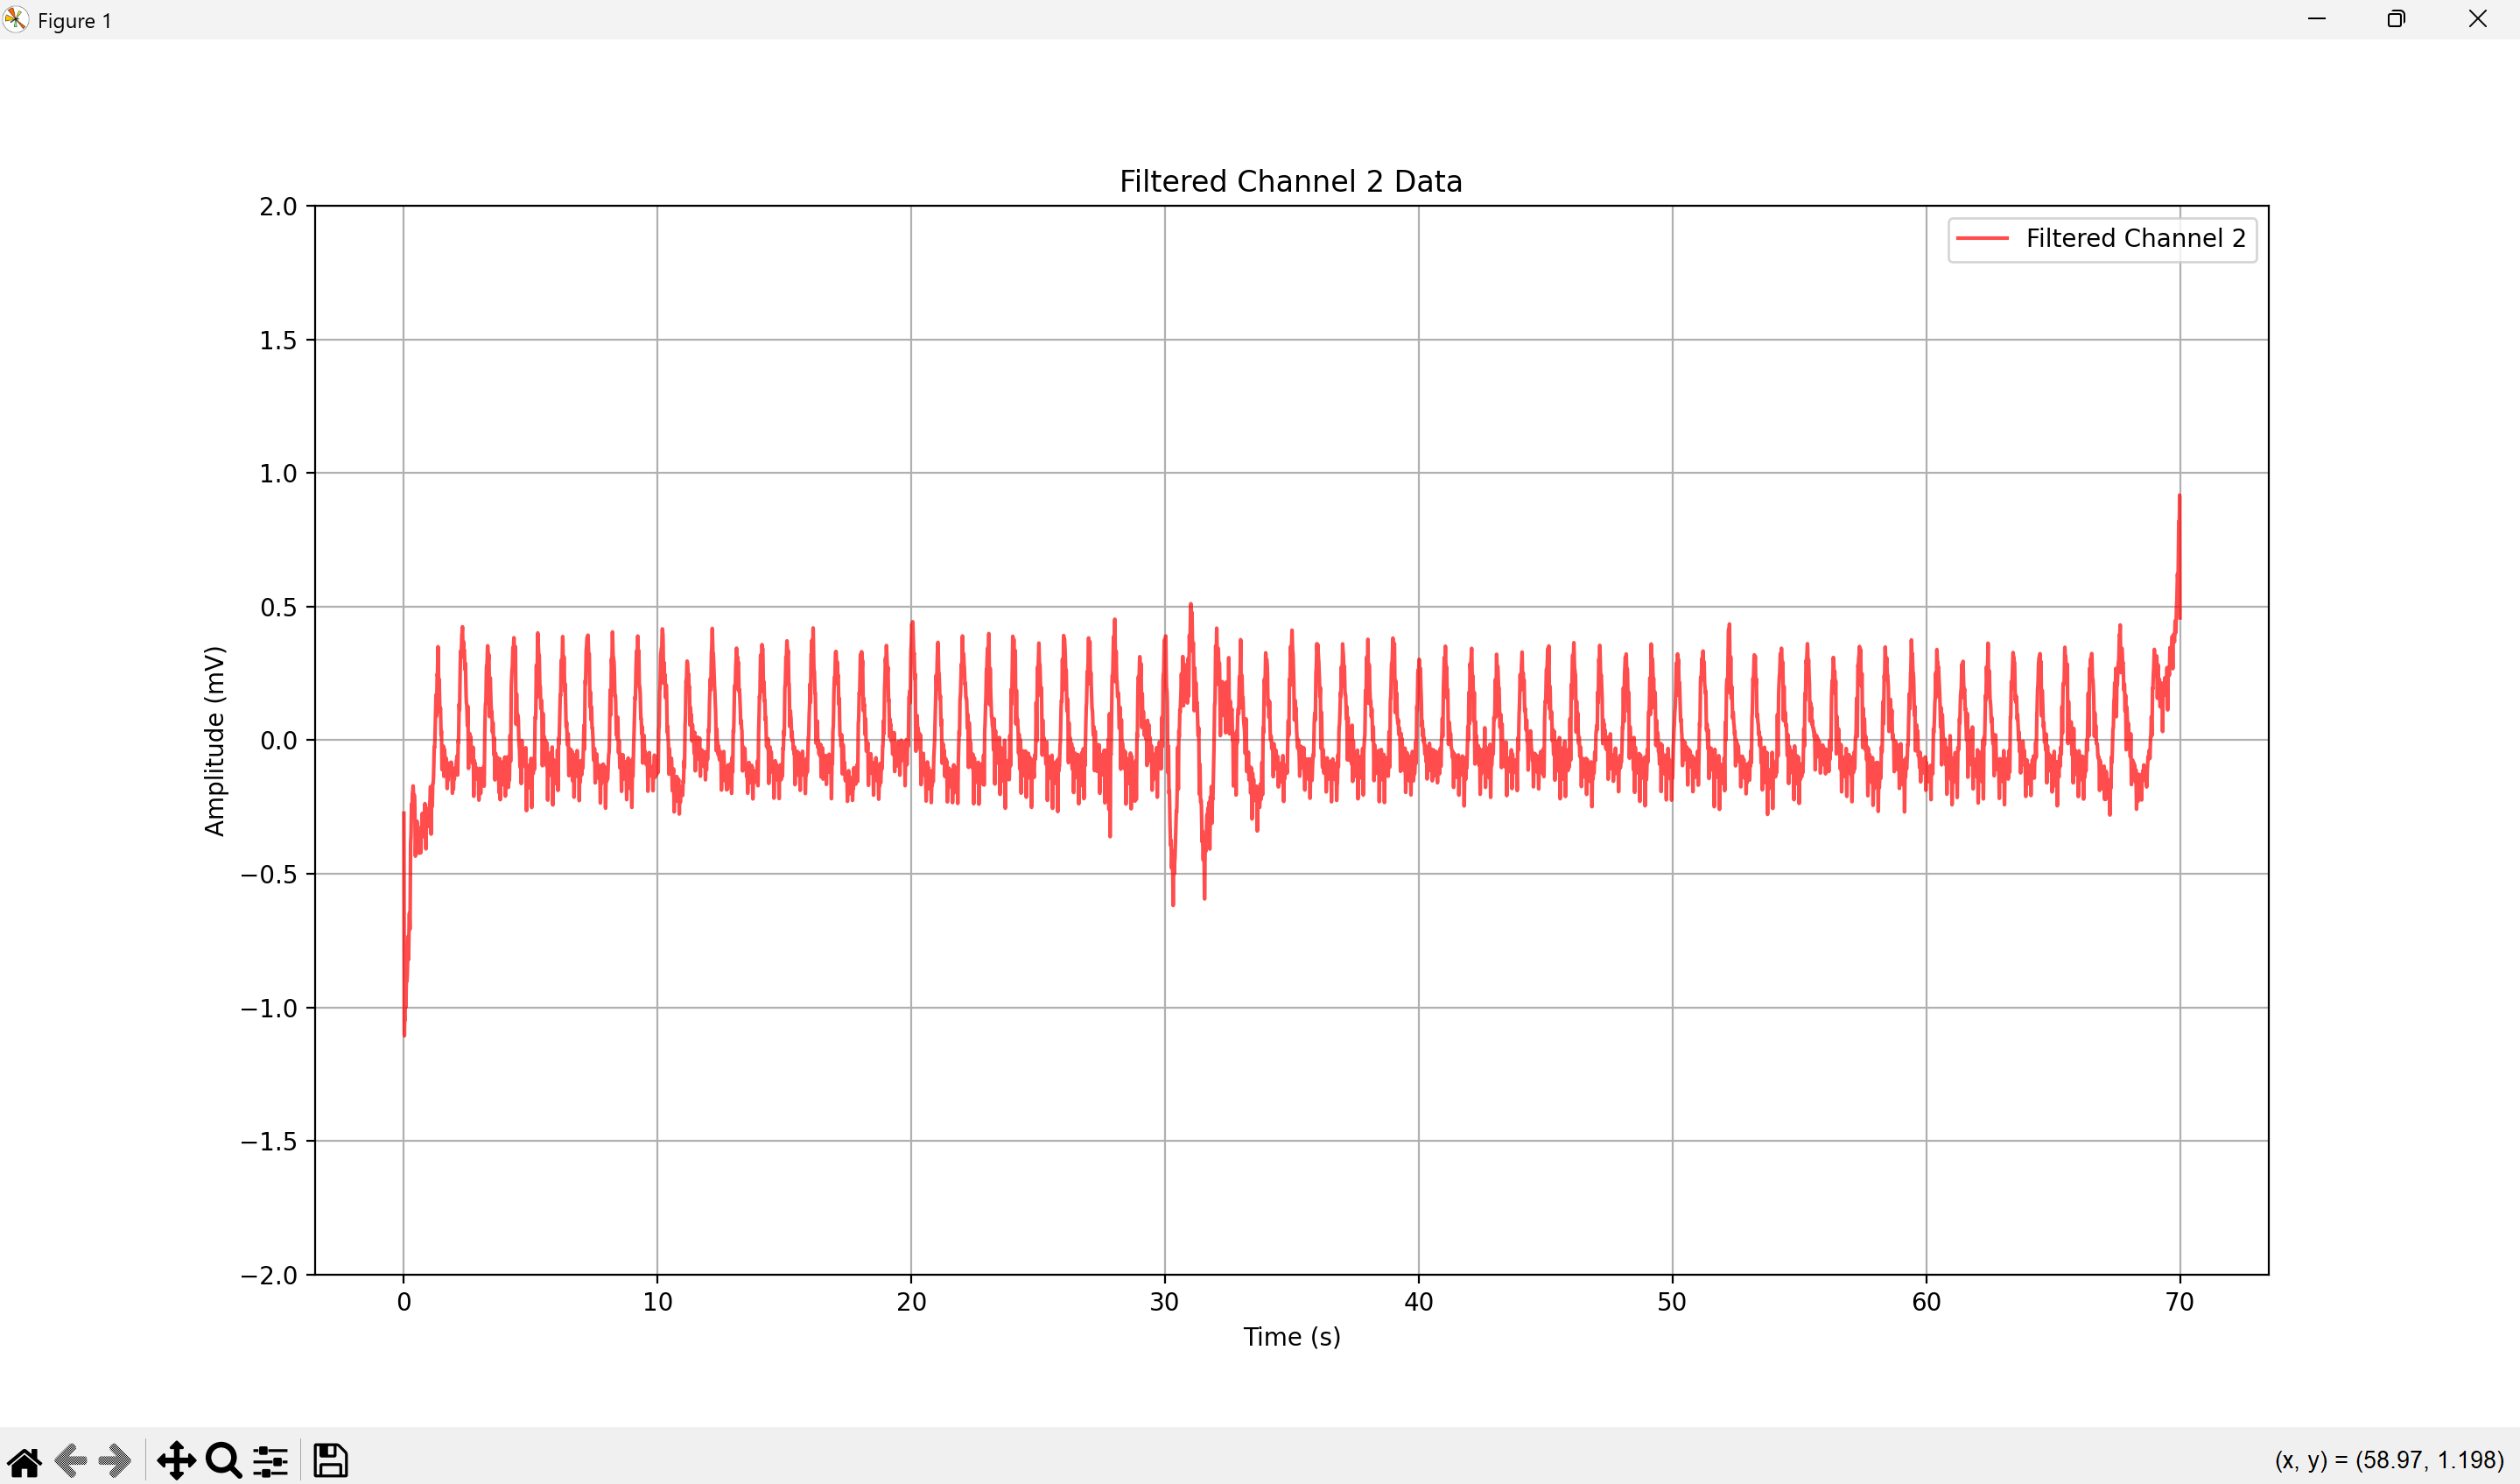 Figure 1
Filtered Channel 2 Data
Filtered Channel 2
2.0
1.5
1.0
0.5
0.0
−0.5
−1.0
−1.5
−2.0
Amplitude (mV)
0 10 20 30 40 50 60 70
Time (s)
(x, y) = (58.97, 1.198)